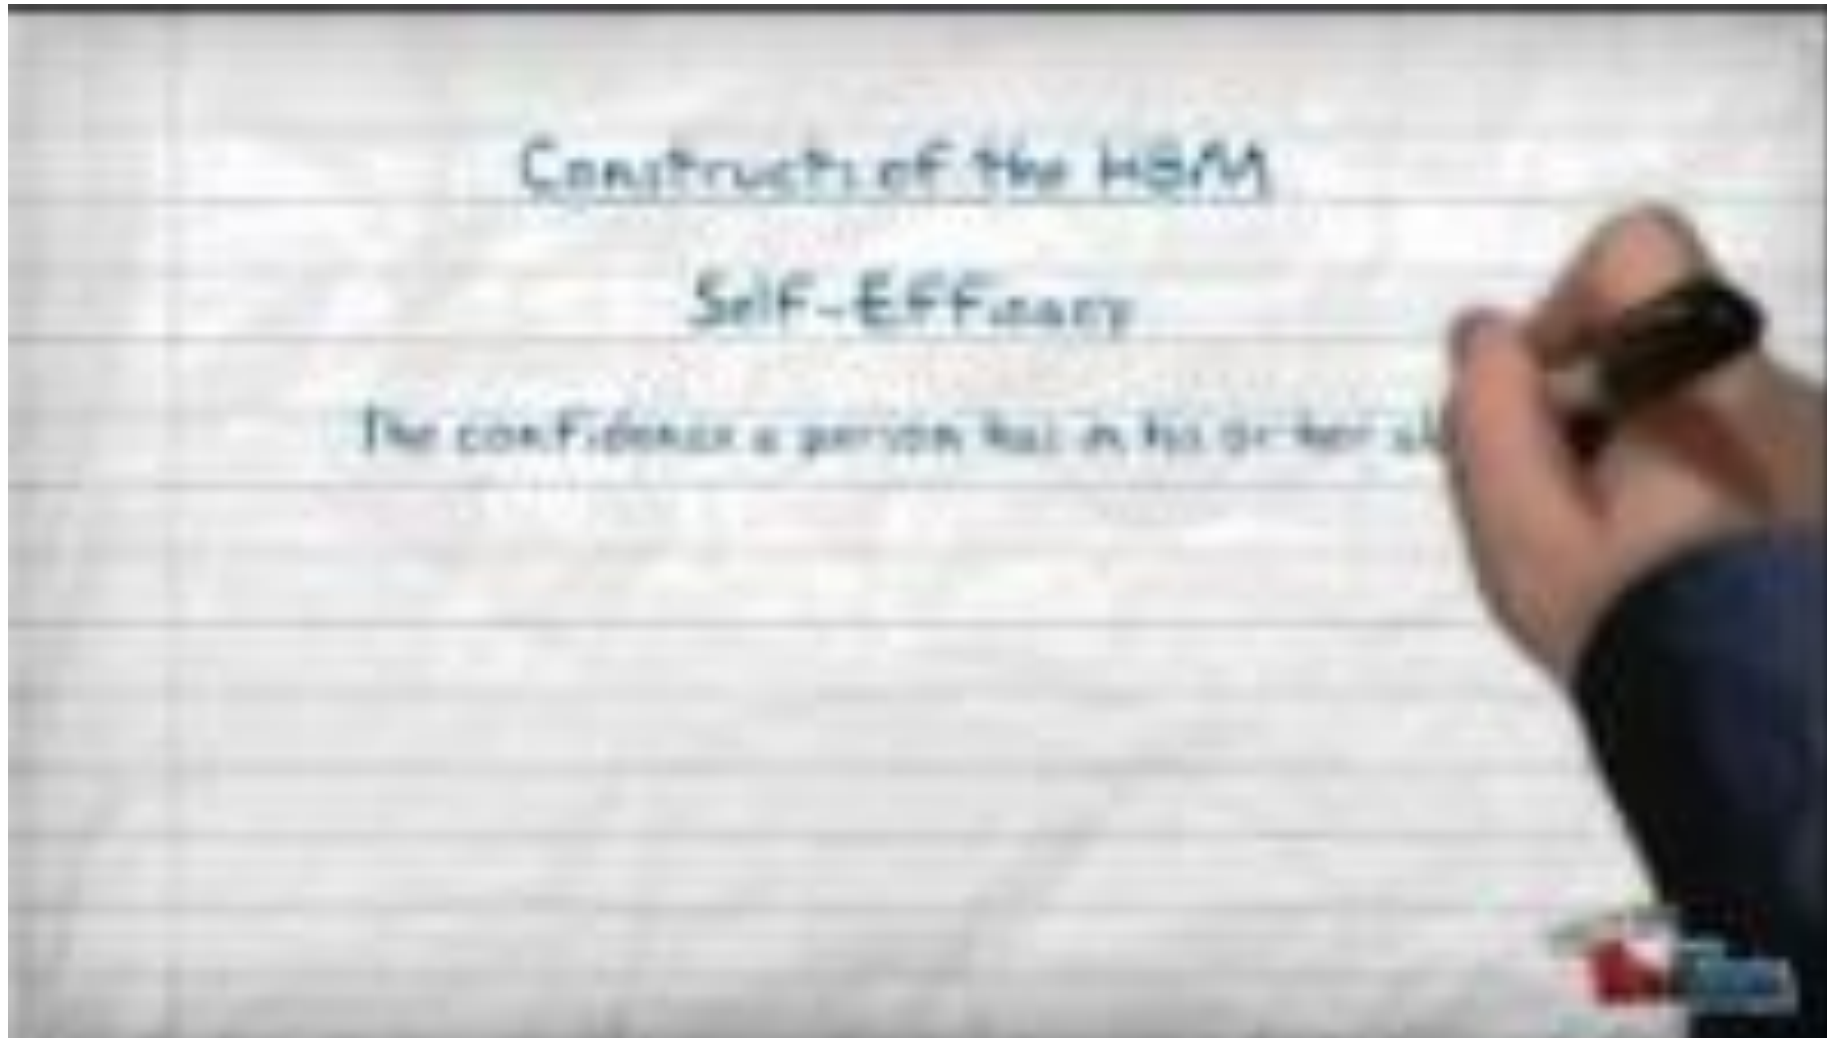 Constructs of the HBM
Self-Efficacy
The confidence a person has in his or her